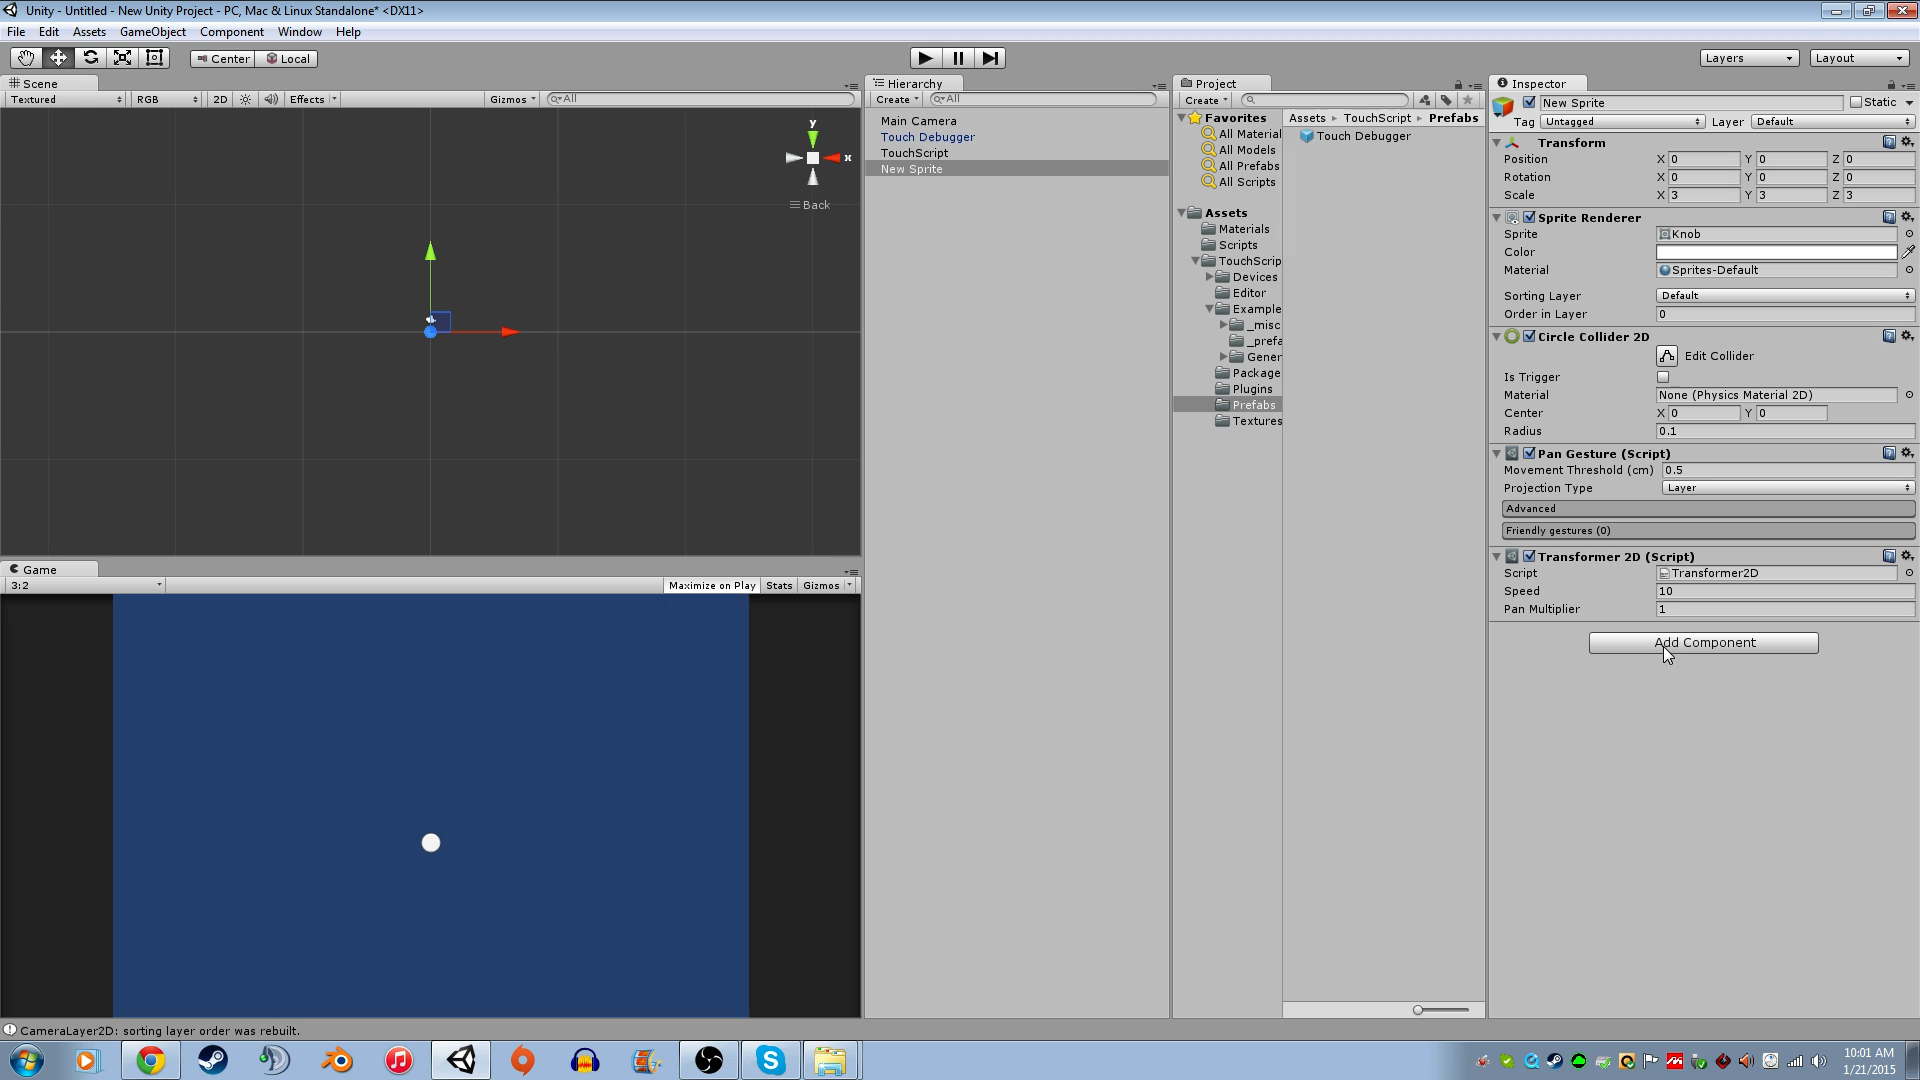 Unity - Untitled - New Unity Project - PC, Mac & Linux Standalone* <DX11>
File Edit Assets GameObject Component Window Help
Center Local
Layers
Layout
Scene
Textured RGB 2D Effects Gizmos All
y
x
Back
Game
3:2 Maximize on Play Stats Gizmos
Hierarchy
Create All
Main Camera
Touch Debugger
TouchScript
New Sprite
Project
Create
Favorites
All Material
All Models
All Prefabs
All Scripts
Assets
Materials
Scripts
TouchScrip
Devices
Editor
Example
_misc
_prefa
Gener
Package
Plugins
Prefabs
Textures
Assets TouchScript Prefabs
Touch Debugger
Inspector
New Sprite Static
Tag Untagged Layer Default
Transform
Position X 0 Y 0 Z 0
Rotation X 0 Y 0 Z 0
Scale X 3 Y 3 Z 3
Sprite Renderer
Sprite Knob
Color
Material Sprites-Default
Sorting Layer Default
Order in Layer 0
Circle Collider 2D
Edit Collider
Is Trigger
Material None (Physics Material 2D)
Center X 0 Y 0
Radius 0.1
Pan Gesture (Script)
Movement Threshold (cm) 0.5
Projection Type Layer
Advanced
Friendly gestures (0)
Transformer 2D (Script)
Script Transformer2D
Speed 10
Pan Multiplier 1
Add Component
CameraLayer2D: sorting layer order was rebuilt.
10:01 AM
1/21/2015